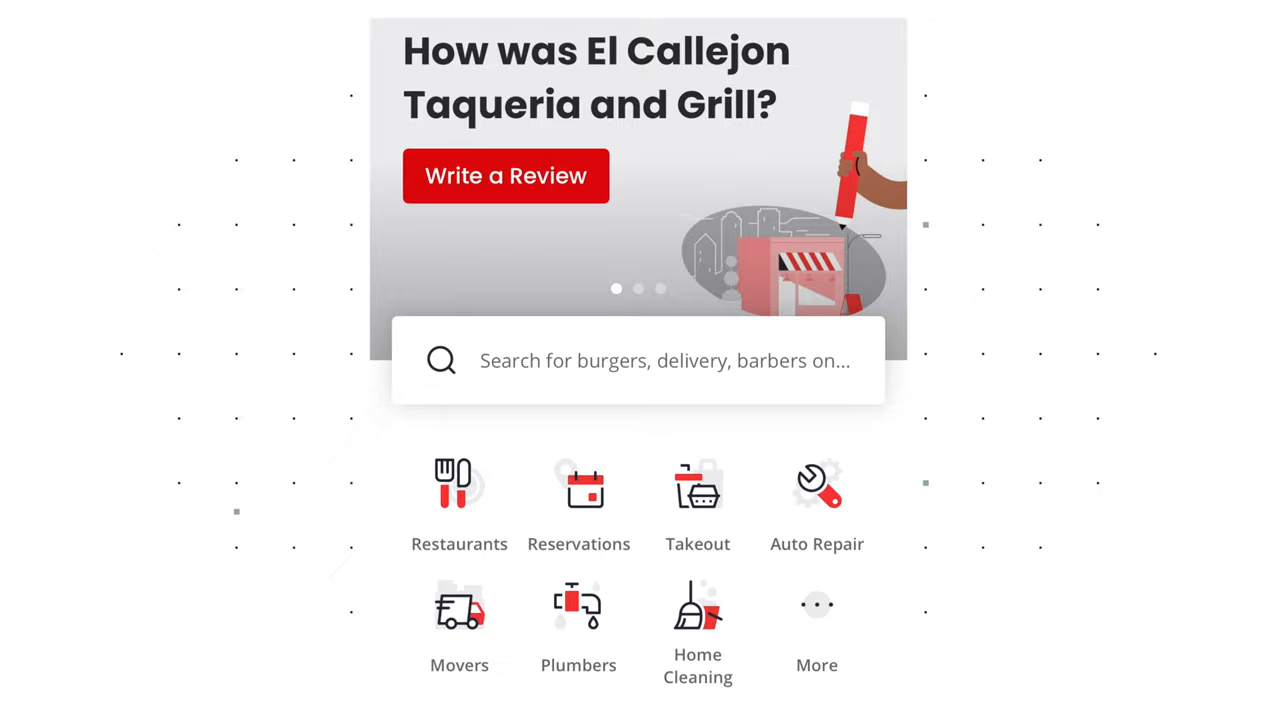 How was El Callejon
Taqueria and Grill?
Write a Review
Search for burgers, delivery, barbers on...
Restaurants
Reservations
Takeout
Auto Repair
Movers
Plumbers
Home
Cleaning
More